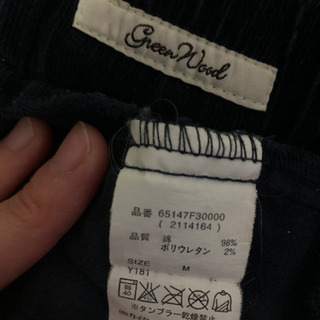 Green Wood
品番 65147F30000
( 2114164 )
品質 綿 98%
ポリウレタン 2%
SIZE M
Y181
40
※タンブラー乾燥禁止